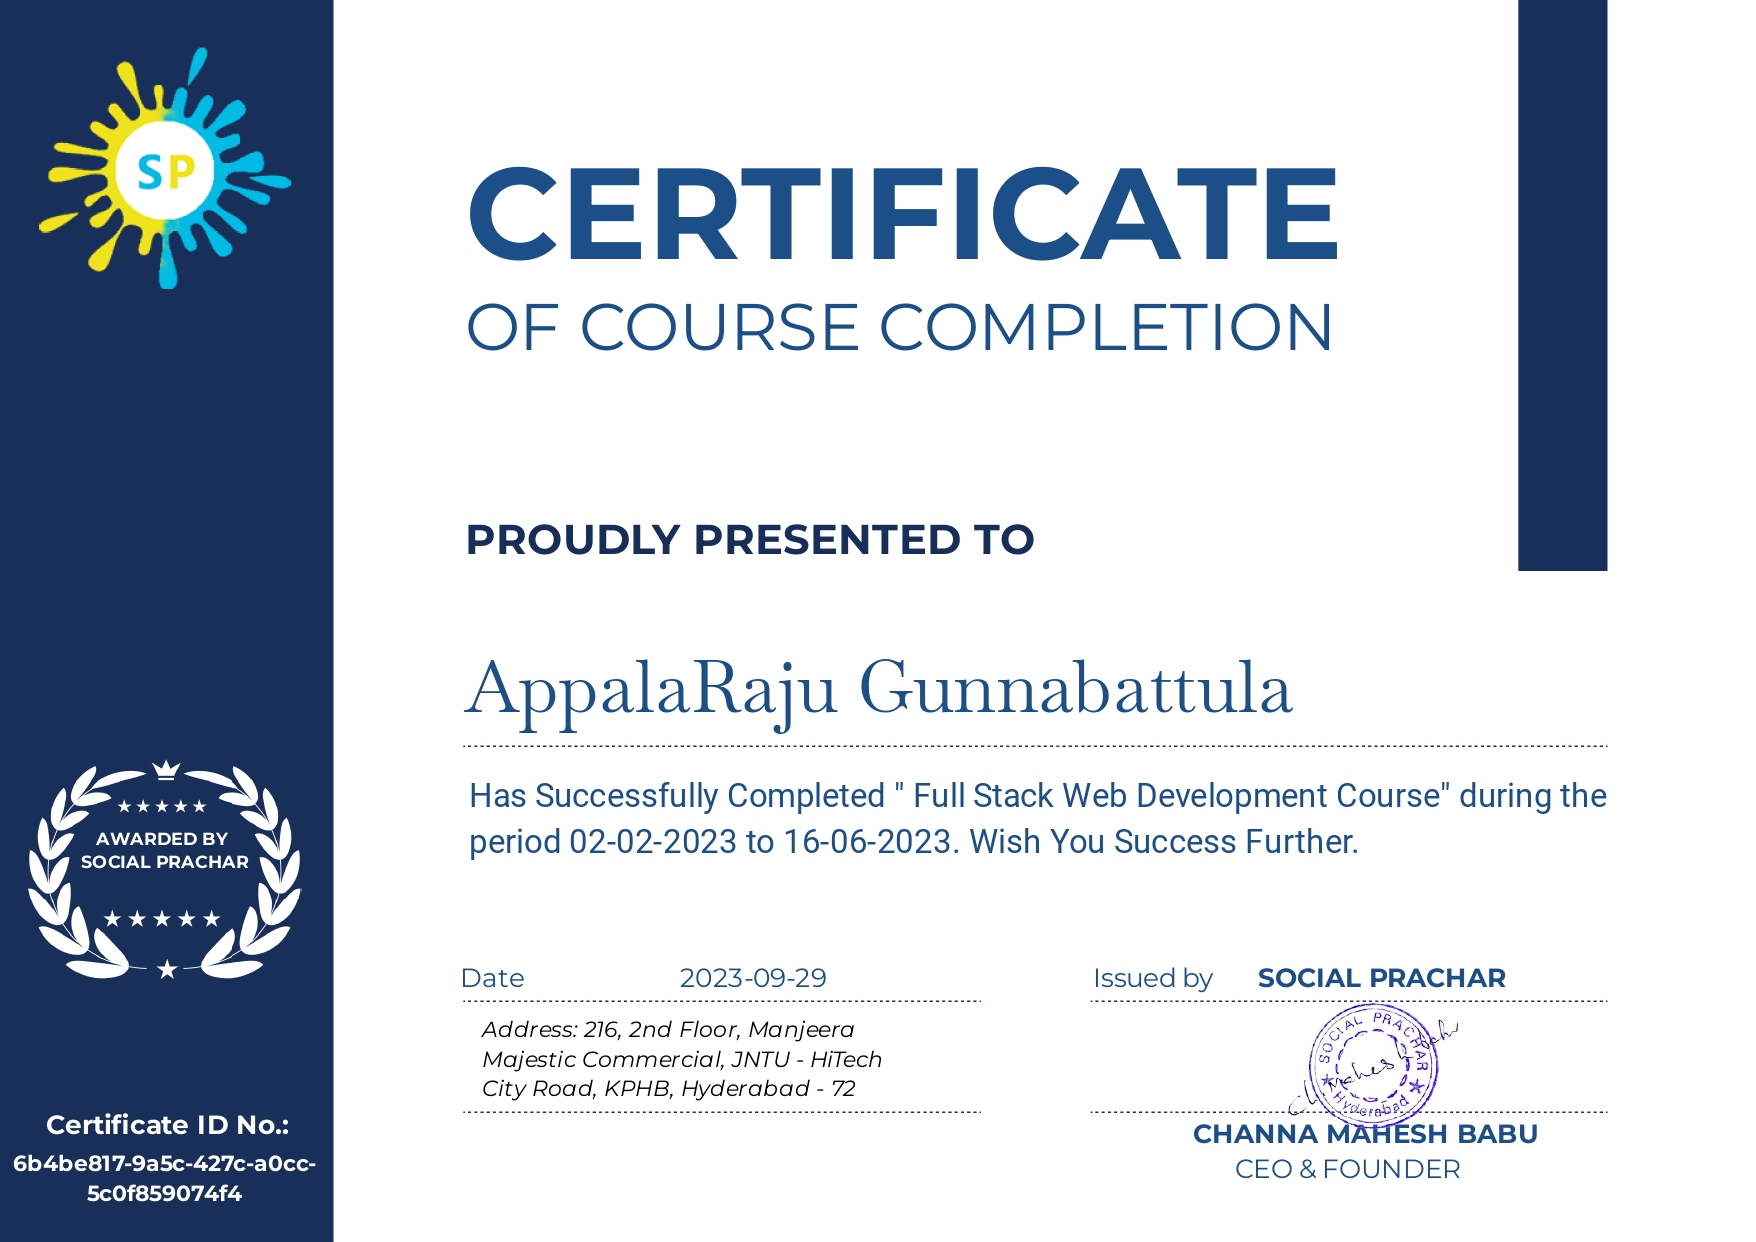 SP
CERTIFICATE
OF COURSE COMPLETION
PROUDLY PRESENTED TO
AppalaRaju Gunnabattula
Has Successfully Completed " Full Stack Web Development Course" during the
period 02-02-2023 to 16-06-2023. Wish You Success Further.
AWARDED BY
SOCIAL PRACHAR
Date 2023-09-29
Address: 216, 2nd Floor, Manjeera
Majestic Commercial, JNTU - HiTech
City Road, KPHB, Hyderabad - 72
Issued by SOCIAL PRACHAR
SOCIAL PRACHAR
Hyderabad
CHANNA MAHESH BABU
CEO & FOUNDER
Certificate ID No.:
6b4be817-9a5c-427c-a0cc-
5c0f859074f4